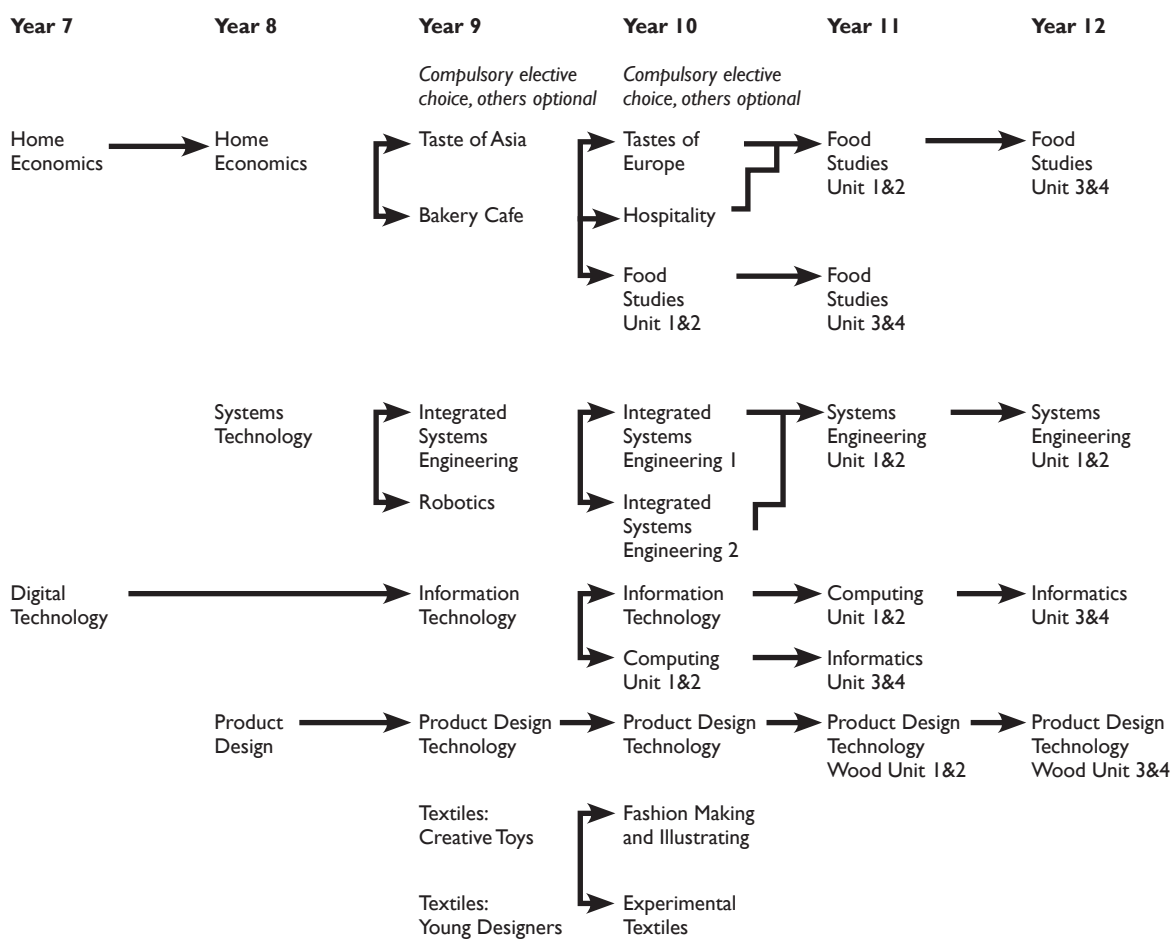 Year 7
Year 8
Year 9
Year 10
Year 11
Year 12
Compulsory elective
choice, others optional
Compulsory elective
choice, others optional
Home
Economics
Home
Economics
Taste of Asia
Tastes of
Europe
Food
Studies
Unit 1&2
Food
Studies
Unit 3&4
Bakery Cafe
Hospitality
Food
Studies
Unit 1&2
Food
Studies
Unit 3&4
Systems
Technology
Integrated
Systems
Engineering
Integrated
Systems
Engineering 1
Systems
Engineering
Unit 1&2
Systems
Engineering
Unit 1&2
Robotics
Integrated
Systems
Engineering 2
Digital
Technology
Information
Technology
Information
Technology
Computing
Unit 1&2
Informatics
Unit 3&4
Computing
Unit 1&2
Informatics
Unit 3&4
Product
Design
Product Design
Technology
Product Design
Technology
Product Design
Technology
Wood Unit 1&2
Product Design
Technology
Wood Unit 3&4
Textiles:
Creative Toys
Fashion Making
and Illustrating
Textiles:
Young Designers
Experimental
Textiles